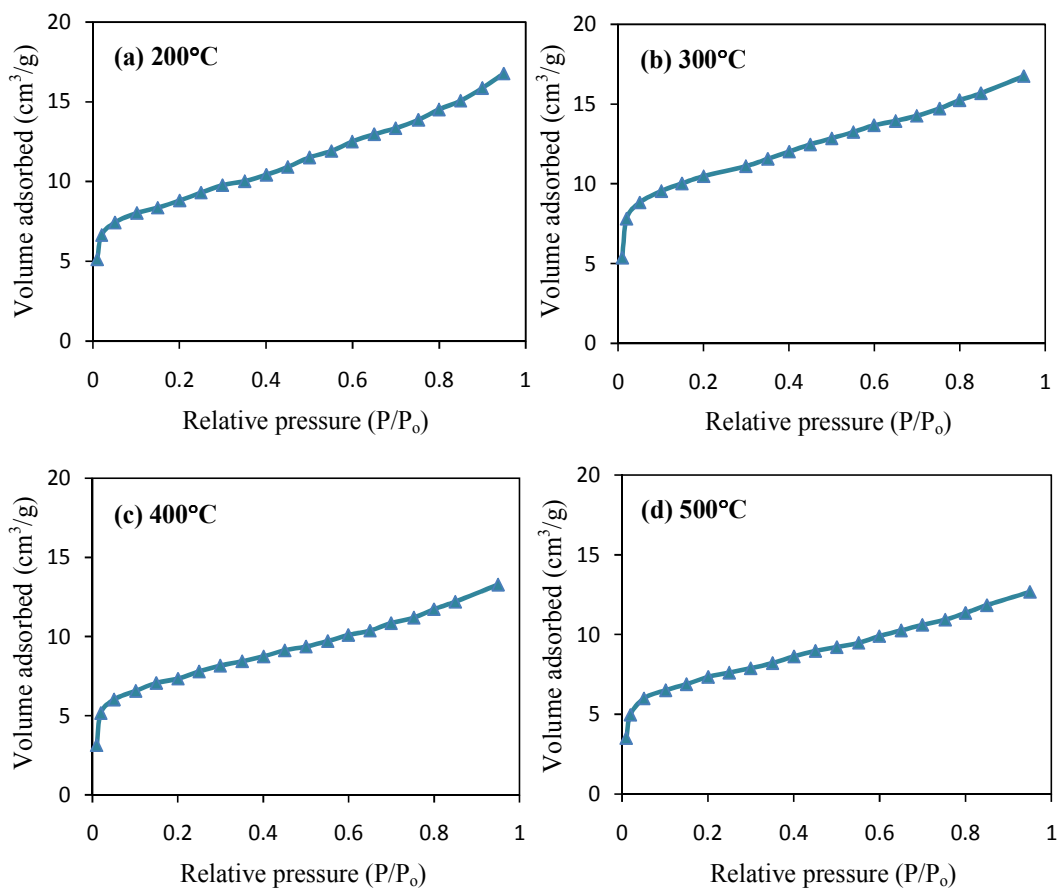 (a) 200°C
Volume adsorbed (cm³/g)
20
15
10
5
0
0 0.2 0.4 0.6 0.8 1
Relative pressure (P/Pₒ)
(b) 300°C
Volume adsorbed (cm³/g)
20
15
10
5
0
0 0.2 0.4 0.6 0.8 1
Relative pressure (P/Pₒ)
(c) 400°C
Volume adsorbed (cm³/g)
20
15
10
5
0
0 0.2 0.4 0.6 0.8 1
Relative pressure (P/Pₒ)
(d) 500°C
Volume adsorbed (cm³/g)
20
15
10
5
0
0 0.2 0.4 0.6 0.8 1
Relative pressure (P/Pₒ)